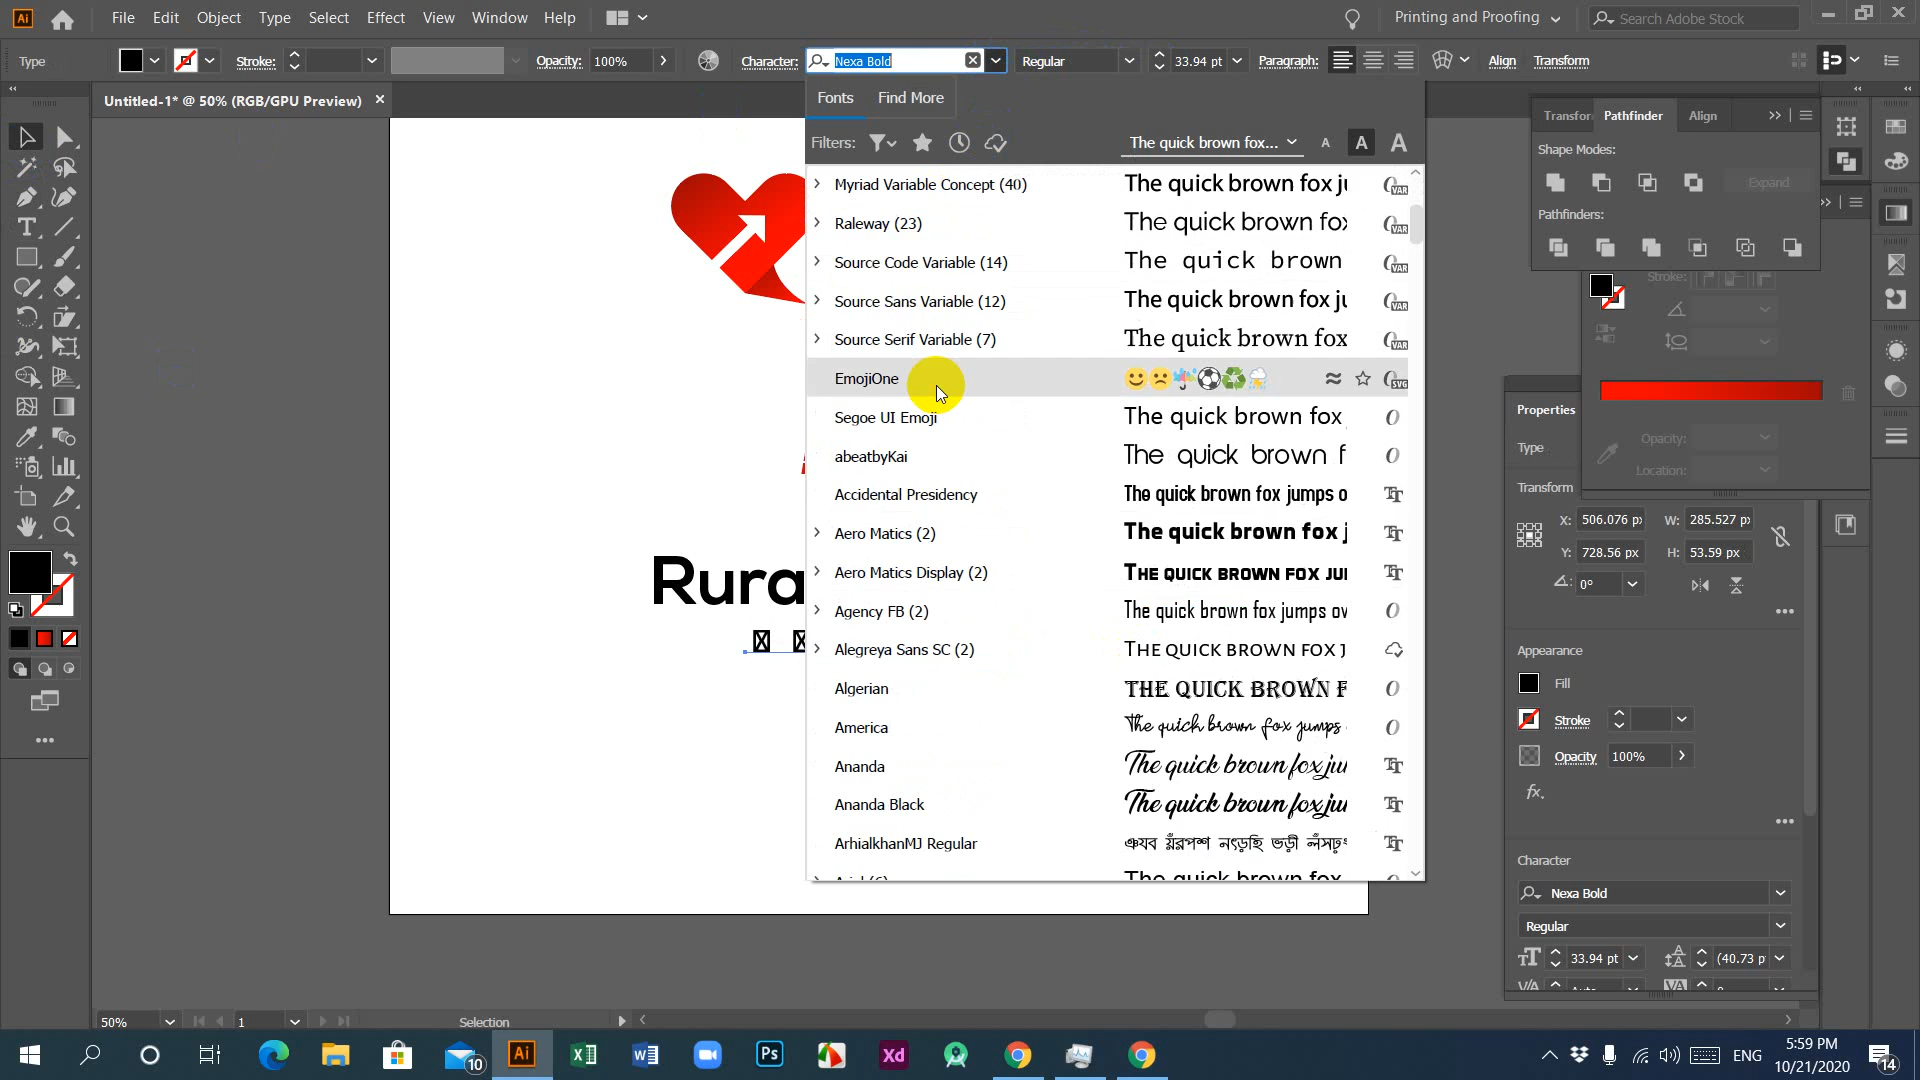 Ai File Edit Object Type Select Effect View Window Help Printing and Proofing Search Adobe Stock
Type Stroke: Opacity: 100% Character: Nexa Bold Regular 33.94 pt Paragraph: Align Transform
Untitled-1* @ 50% (RGB/GPU Preview)
Fonts Find More
Filters: The quick brown fox... A A A
Myriad Variable Concept (40) The quick brown fox ju
Raleway (23) The quick brown fox
Source Code Variable (14) The quick brown
Source Sans Variable (12) The quick brown fox ju
Source Serif Variable (7) The quick brown fox
EmojiOne
Segoe UI Emoji The quick brown fox
abeatbyKai The quick brown f
Accidental Presidency The quick brown fox jumps o
Aero Matics (2) The quick brown fox j
Aero Matics Display (2) The quick brown fox ju
Agency FB (2) The quick brown fox jumps ov
Alegreya Sans SC (2) The quick brown fox j
Algerian THE QUICK BROWN F
America The quick brown fox jumps
Ananda The quick brown fox ju
Ananda Black The quick brown fox ju
ArhialkhanMJ Regular
Rura
Transfor Pathfinder Align
Shape Modes:
Expand
Pathfinders:
Stroke:
Opacity:
Location:
Properties
Type
Transform
X: 506.076 px W: 285.527 px
Y: 728.56 px H: 53.59 px
0°
Appearance
Fill
Stroke
Opacity 100%
fx.
Character
Nexa Bold
Regular
33.94 pt (40.73 p
50% 1 Selection
10 Ai Ps Xd ENG 5:59 PM
10/21/2020 14